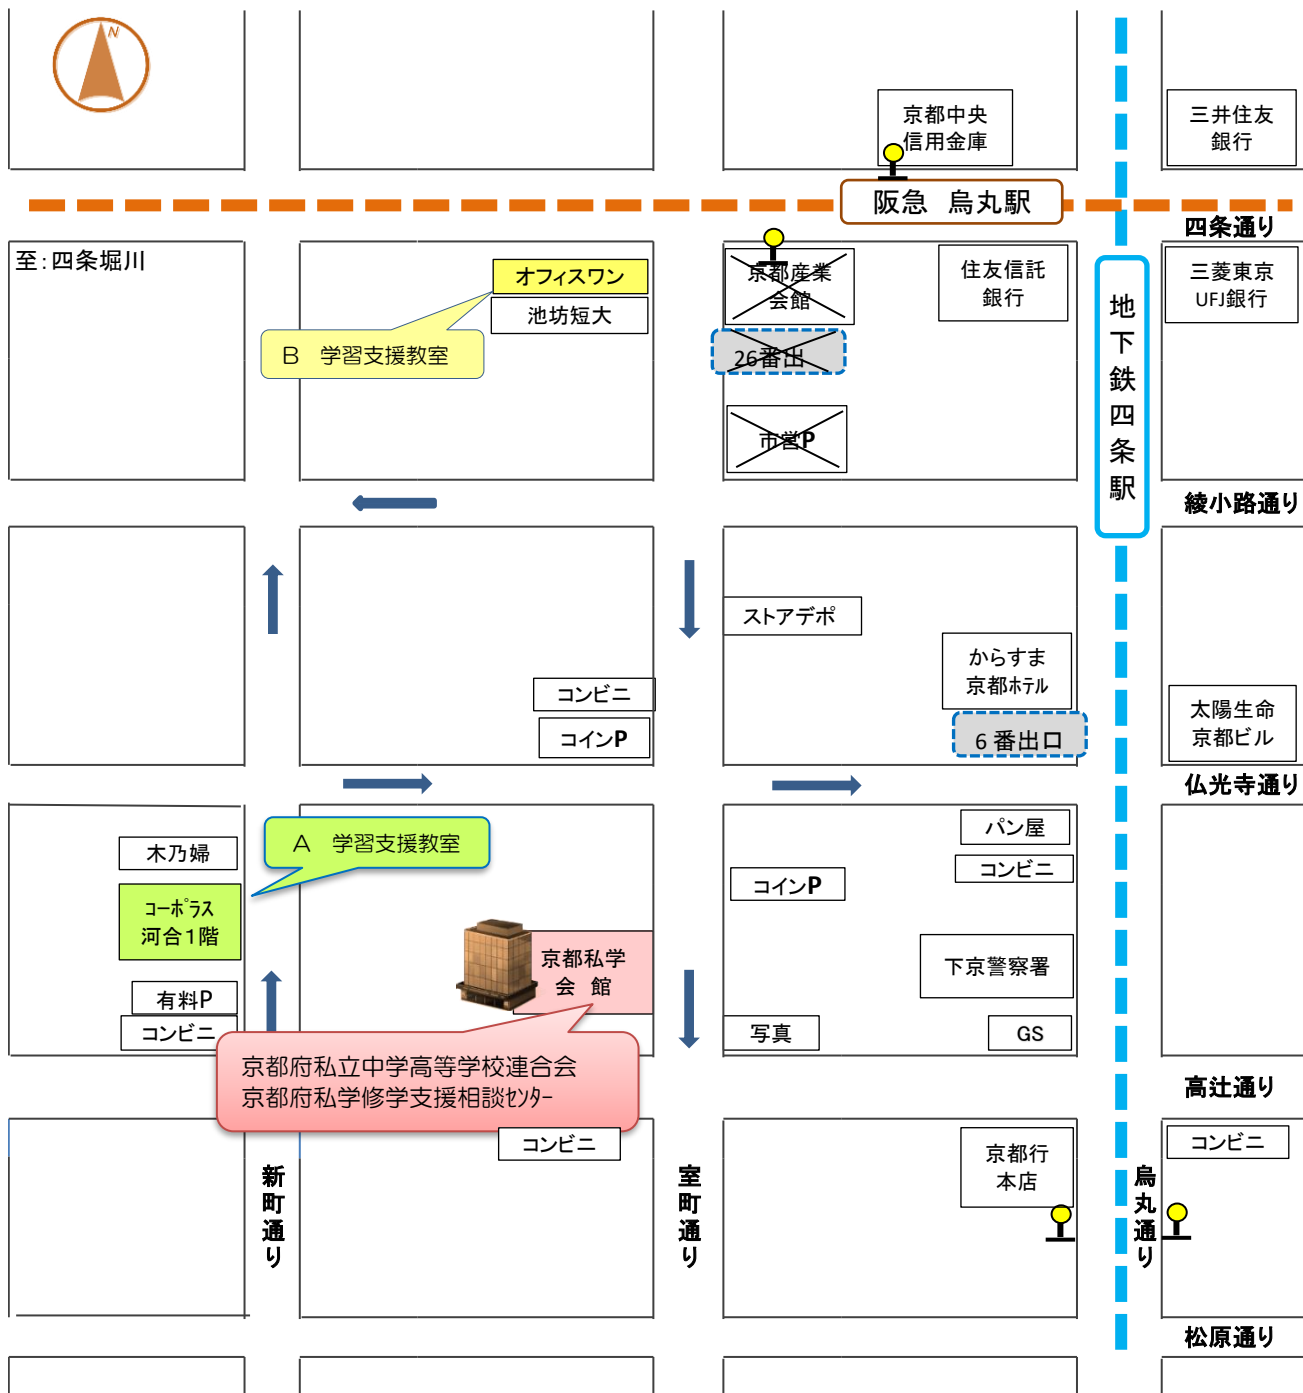 N
京都中央
信用金庫
三井住友
銀行
阪急 烏丸駅
四条通り
至：四条堀川
オフィスワン
池坊短大
B 学習支援教室
京都産業
会館
26番出
市営P
住友信託
銀行
三菱東京
UFJ銀行
地下鉄四条駅
綾小路通り
ストアデポ
からすま
京都ホテル
6番出口
コンビニ
コインP
太陽生命
京都ビル
仏光寺通り
木乃婦
A 学習支援教室
コーポラス
河合1階
有料P
コンビニ
京都私学
会 館
京都府私立中学高等学校連合会
京都府私学修学支援相談センター
パン屋
コンビニ
コインP
下京警察署
写真
GS
高辻通り
コンビニ
京都行
本店
コンビニ
新町通り
室町通り
烏丸通り
松原通り